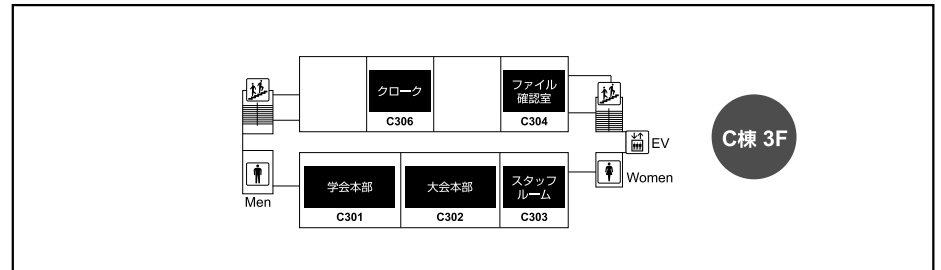 クローク
C306
ファイル
確認室
C304
EV
C棟 3F
Men
学会本部
C301
大会本部
C302
スタッフ
ルーム
C303
Women